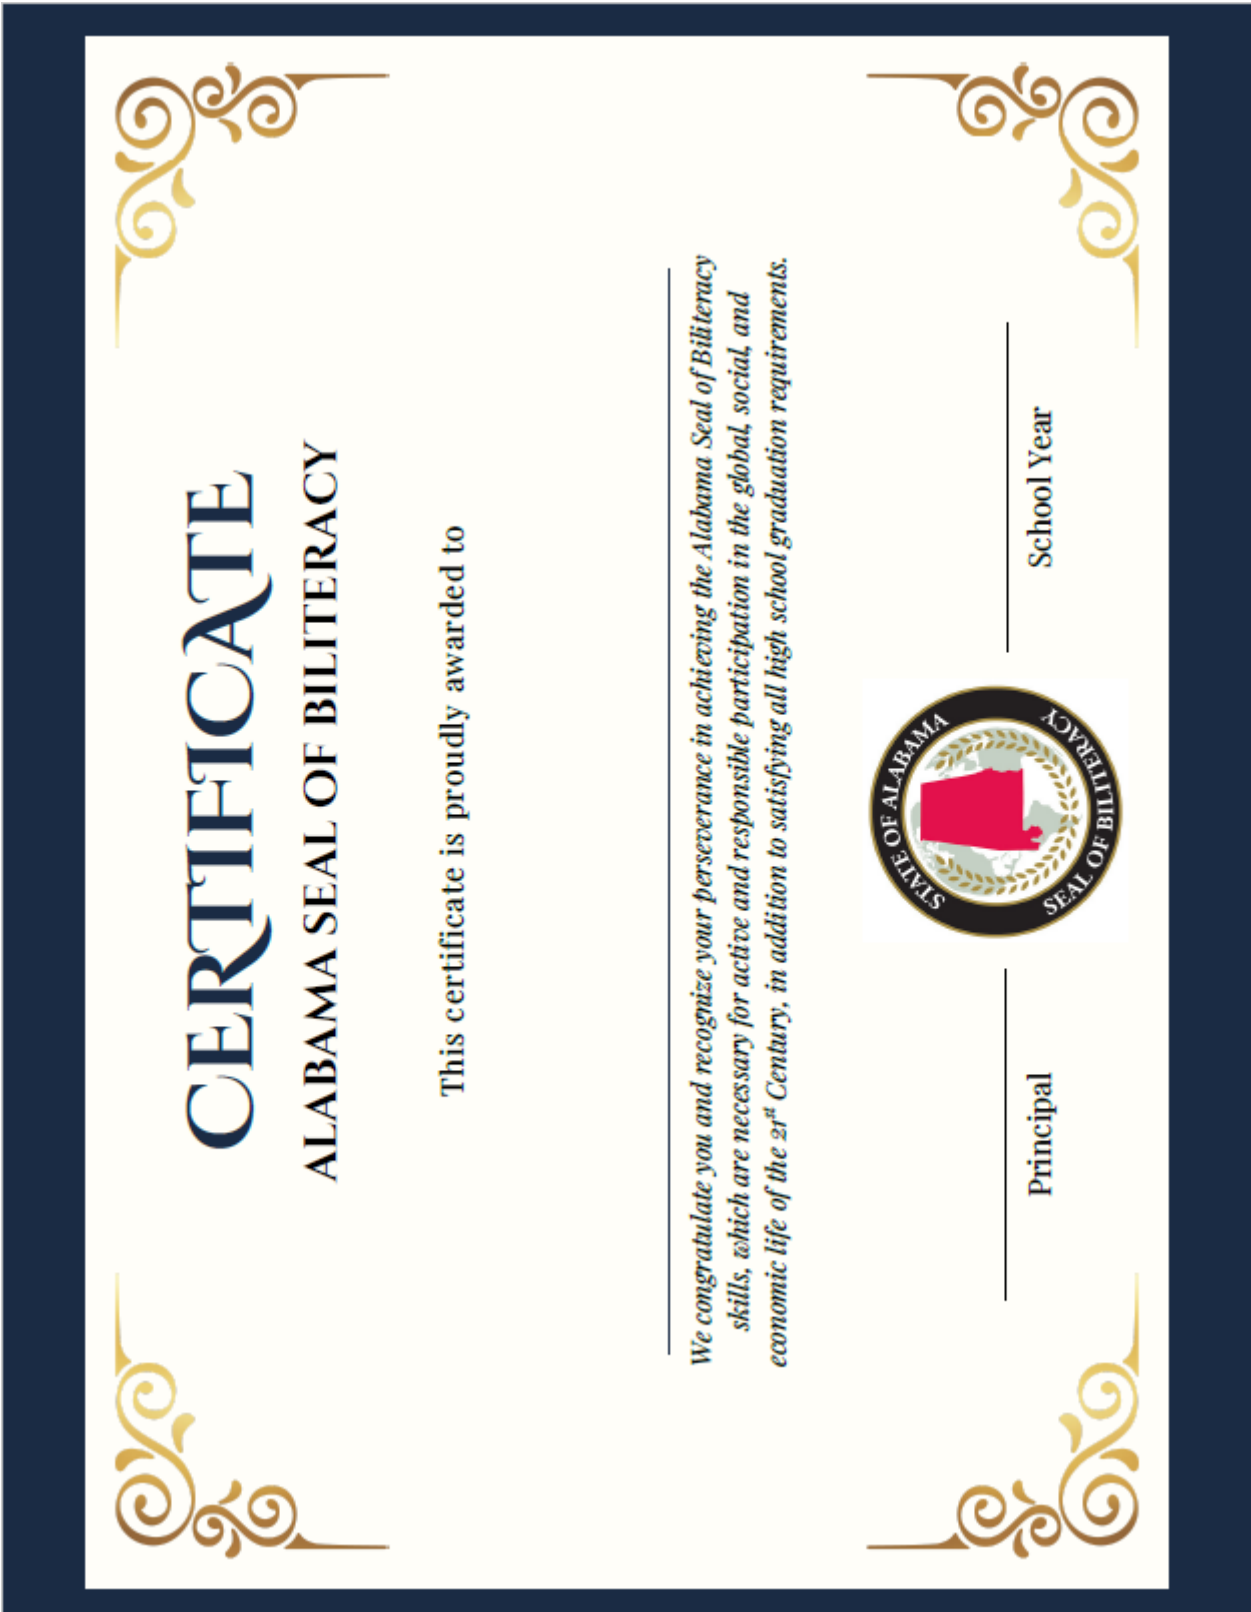 CERTIFICATE
ALABAMA SEAL OF BILITERACY
This certificate is proudly awarded to
We congratulate you and recognize your perseverance in achieving the Alabama Seal of Biliteracy
skills, which are necessary for active and responsible participation in the global, social, and
economic life of the 21st Century, in addition to satisfying all high school graduation requirements.
STATE OF ALABAMA
SEAL OF BILITERACY
Principal
School Year